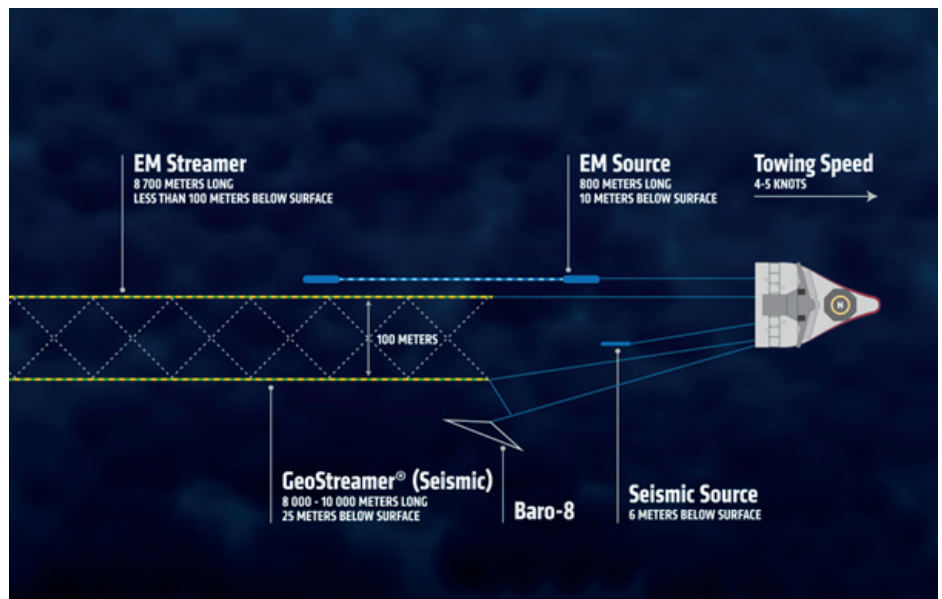 EM Streamer
8 700 METERS LONG
LESS THAN 100 METERS BELOW SURFACE
EM Source
800 METERS LONG
10 METERS BELOW SURFACE
Towing Speed
4-5 KNOTS
H
100 METERS
GeoStreamer® (Seismic)
8 000 - 10 000 METERS LONG
25 METERS BELOW SURFACE
Baro-8
Seismic Source
6 METERS BELOW SURFACE